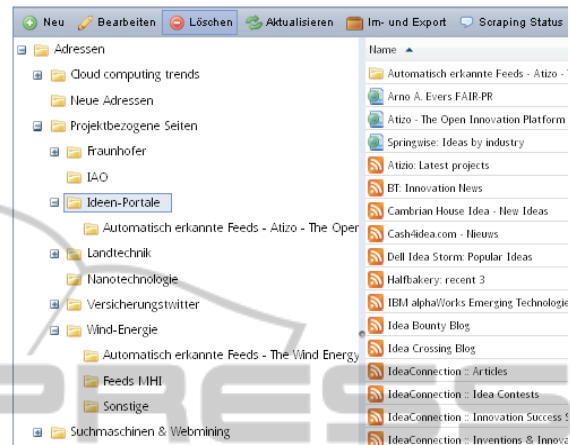 Neu Bearbeiten Löschen Aktualisieren Im- und Export Scraping Status
Adressen
Cloud computing trends
Neue Adressen
Projektbezogene Seiten
Fraunhofer
IAO
Ideen-Portale
Automatisch erkannte Feeds - Atizo - The Oper
Landtechnik
Nanotechnologie
Versicherungstwitter
Wind-Energie
Automatisch erkannte Feeds - The Wind Energy
Feeds MHI
Sonstige
Suchmaschinen & Webmining
Name
Automatisch erkannte Feeds - Atizo -
Arno A. Evers FAIR-PR
Atizo - The Open Innovation Platform
Springwise: Ideas by industry
Atizio: Latest projects
BT: Innovation News
Cambrian House Idea - New Ideas
Cash4idea.com - Nieuws
Dell Idea Storm: Popular Ideas
Halfbakery: recent 3
IBM alphaWorks Emerging Technologie
Idea Bounty Blog
Idea Crossing Blog
IdeaConnection :: Articles
IdeaConnection :: Idea Contests
IdeaConnection :: Innovation Success S
IdeaConnection :: Inventions & Innova
PRESS